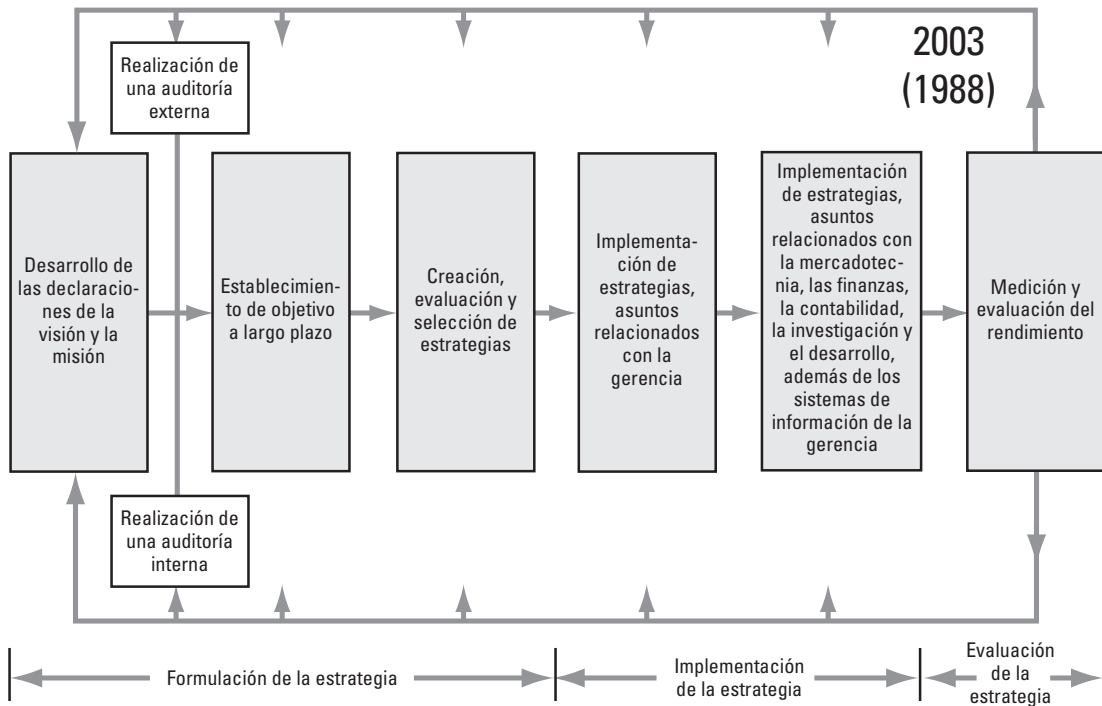 2003
(1988)
Realización de
una auditoría
externa
Desarrollo de
las declaracio-
nes de la
visión y la
misión
Establecimien-
to de objetivo
a largo plazo
Creación,
evaluación y
selección de
estrategias
Implementa-
ción de
estrategias,
asuntos
relacionados
con la
gerencia
Implementación
de estrategias,
asuntos
relacionados con
la mercadotec-
nia, las finanzas,
la contabilidad,
la investigación y
el desarrollo,
además de los
sistemas de
información de la
gerencia
Medición y
evaluación del
rendimiento
Realización de
una auditoría
interna
Formulación de la estrategia
Implementación
de la estrategia
Evaluación
de la
estrategia